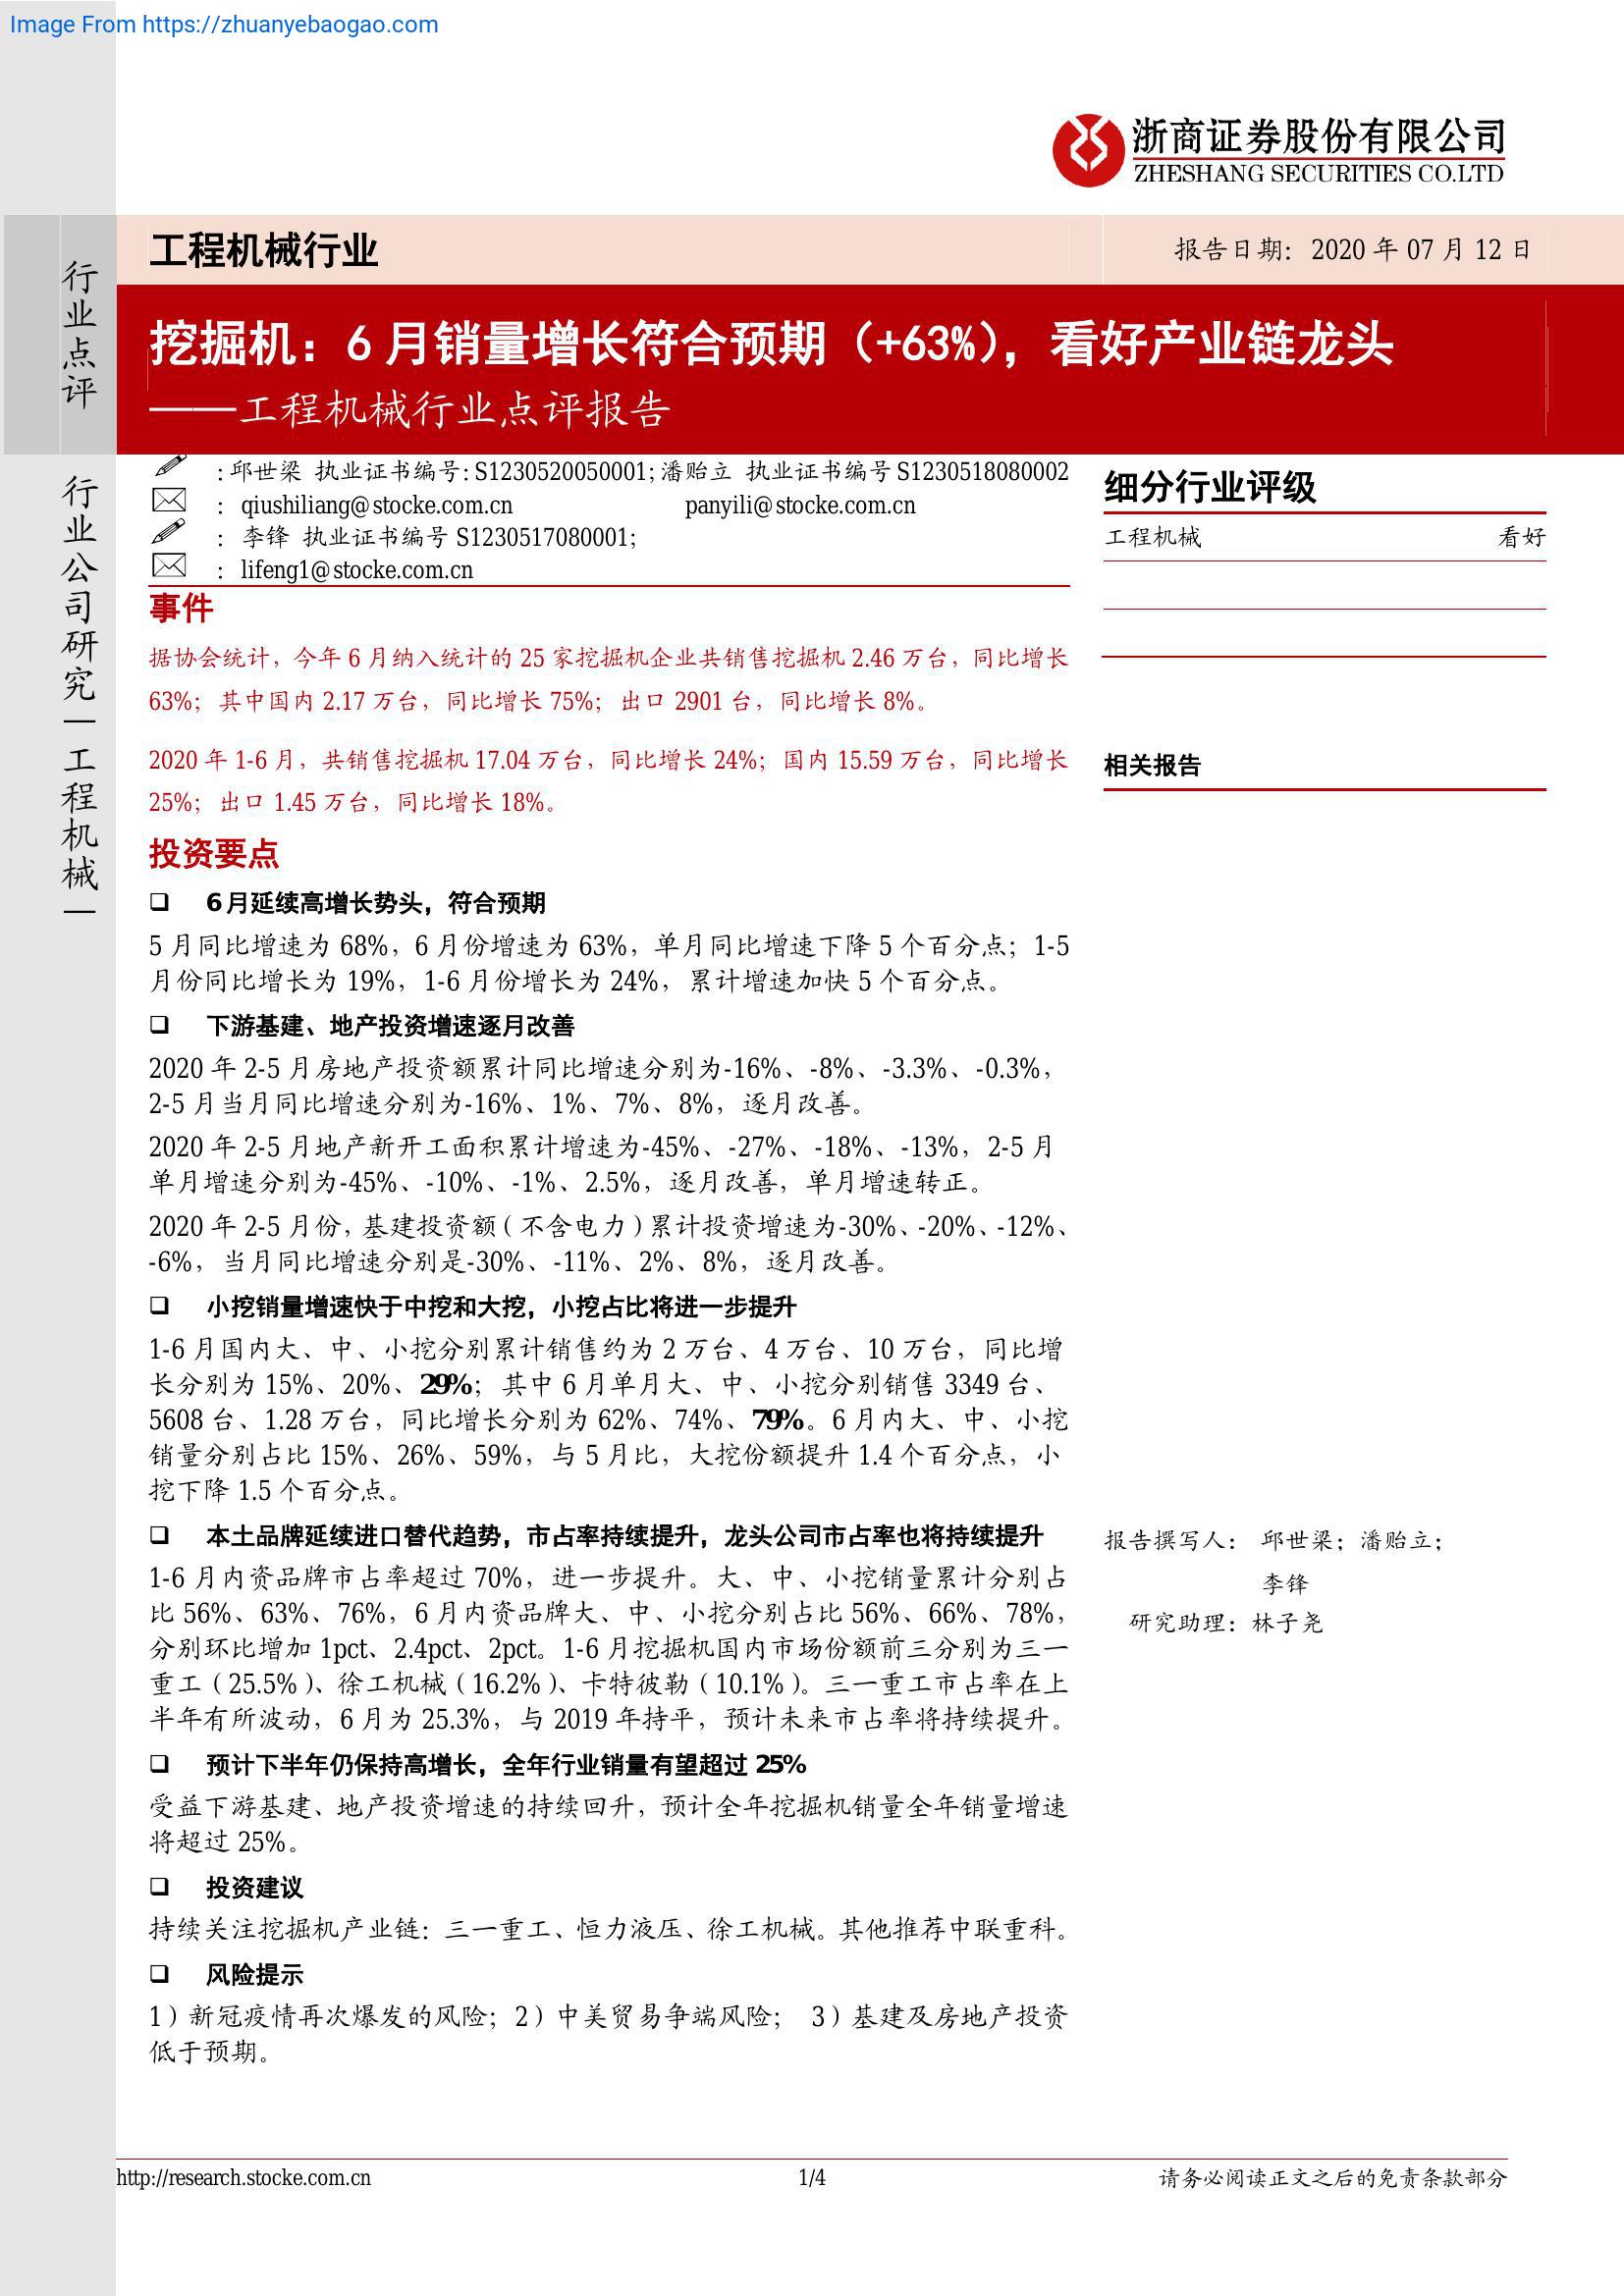 Image From https://zhuanyebaogao.com
浙商证券股份有限公司
ZHESHANG SECURITIES CO.LTD
行业点评
行业公司研究—工程机械—
工程机械行业
报告日期：2020 年 07 月 12 日
挖掘机：6 月销量增长符合预期（+63%），看好产业链龙头
——工程机械行业点评报告
：邱世梁 执业证书编号：S1230520050001；潘贻立 执业证书编号 S1230518080002
： qiushiliang@stocke.com.cn panyili@stocke.com.cn
： 李锋 执业证书编号 S1230517080001；
： lifeng1@stocke.com.cn
事件
据协会统计，今年 6 月纳入统计的 25 家挖掘机企业共销售挖掘机 2.46 万台，同比增长
63%；其中国内 2.17 万台，同比增长 75%；出口 2901 台，同比增长 8%。
2020 年 1-6 月，共销售挖掘机 17.04 万台，同比增长 24%；国内 15.59 万台，同比增长
25%；出口 1.45 万台，同比增长 18%。
投资要点
❑ 6 月延续高增长势头，符合预期
5 月同比增速为 68%，6 月份增速为 63%，单月同比增速下降 5 个百分点；1-5
月份同比增长为 19%，1-6 月份增长为 24%，累计增速加快 5 个百分点。
❑ 下游基建、地产投资增速逐月改善
2020 年 2-5 月房地产投资额累计同比增速分别为-16%、-8%、-3.3%、-0.3%，
2-5 月当月同比增速分别为-16%、1%、7%、8%，逐月改善。
2020 年 2-5 月地产新开工面积累计增速为-45%、-27%、-18%、-13%，2-5 月
单月增速分别为-45%、-10%、-1%、2.5%，逐月改善，单月增速转正。
2020 年 2-5 月份，基建投资额（不含电力）累计投资增速为-30%、-20%、-12%、
-6%，当月同比增速分别是-30%、-11%、2%、8%，逐月改善。
❑ 小挖销量增速快于中挖和大挖，小挖占比将进一步提升
1-6 月国内大、中、小挖分别累计销售约为 2 万台、4 万台、10 万台，同比增
长分别为 15%、20%、29%；其中 6 月单月大、中、小挖分别销售 3349 台、
5608 台、1.28 万台，同比增长分别为 62%、74%、79%。6 月内大、中、小挖
销量分别占比 15%、26%、59%，与 5 月比，大挖份额提升 1.4 个百分点，小
挖下降 1.5 个百分点。
❑ 本土品牌延续进口替代趋势，市占率持续提升，龙头公司市占率也将持续提升
1-6 月内资品牌市占率超过 70%，进一步提升。大、中、小挖销量累计分别占
比 56%、63%、76%，6 月内资品牌大、中、小挖分别占比 56%、66%、78%，
分别环比增加 1pct、2.4pct、2pct。1-6 月挖掘机国内市场份额前三分别为三一
重工（25.5%）、徐工机械（16.2%）、卡特彼勒（10.1%）。三一重工市占率在上
半年有所波动，6 月为 25.3%，与 2019 年持平，预计未来市占率将持续提升。
❑ 预计下半年仍保持高增长，全年行业销量有望超过 25%
受益下游基建、地产投资增速的持续回升，预计全年挖掘机销量全年销量增速
将超过 25%。
❑ 投资建议
持续关注挖掘机产业链：三一重工、恒力液压、徐工机械。其他推荐中联重科。
❑ 风险提示
1）新冠疫情再次爆发的风险；2）中美贸易争端风险； 3）基建及房地产投资
低于预期。
细分行业评级
工程机械 看好
相关报告
报告撰写人： 邱世梁；潘贻立；
李锋
研究助理：林子尧
http://research.stocke.com.cn 1/4 请务必阅读正文之后的免责条款部分